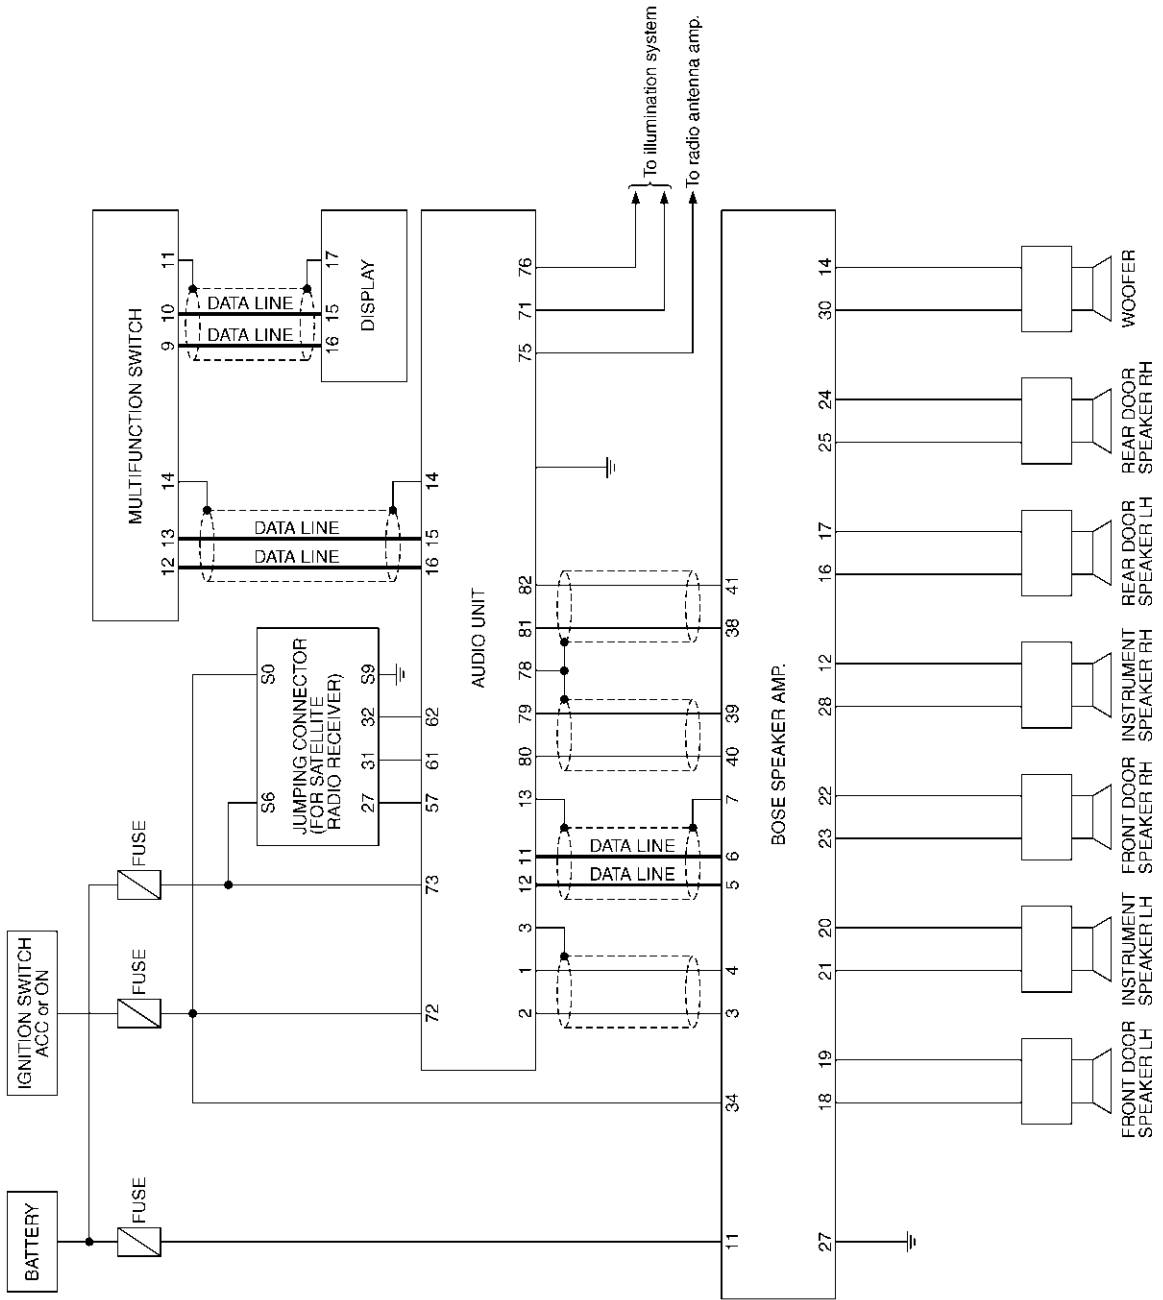 BATTERY
IGNITION SWITCH
ACC or ON
FUSE
FUSE
FUSE
MULTIFUNCTION SWITCH
12 13 14 9 10 11
S6 S0
JUMPING CONNECTOR
(FOR SATELLITE
RADIO RECEIVER)
27 31 32 S9
DATA LINE
DATA LINE
DATA LINE
DATA LINE
16 15 17
DISPLAY
72 73 57 61 62 16 15 14
AUDIO UNIT
2 1 3 12 11 13 80 79 78 81 82 75 71 76
DATA LINE
DATA LINE
To illumination system
To radio antenna amp.
11 34 3 4 5 6 7 40 39 38 41
BOSE SPEAKER AMP.
27 18 19 21 20 23 22 28 12 16 17 25 24 30 14
FRONT DOOR
SPEAKER LH
INSTRUMENT
SPEAKER LH
FRONT DOOR
SPEAKER RH
INSTRUMENT
SPEAKER RH
REAR DOOR
SPEAKER LH
REAR DOOR
SPEAKER RH
WOOFER